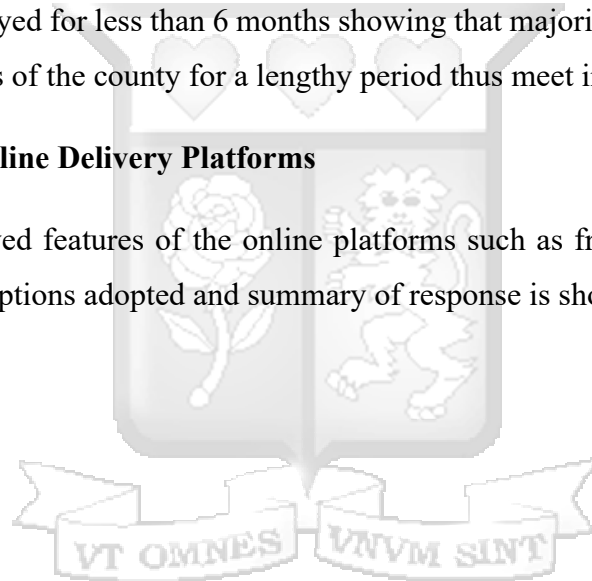 yed for less than 6 months showing that majori
s of the county for a lengthy period thus meet i
line Delivery Platforms
ved features of the online platforms such as fr
ptions adopted and summary of response is sho
VT OMNES VNVM SINT